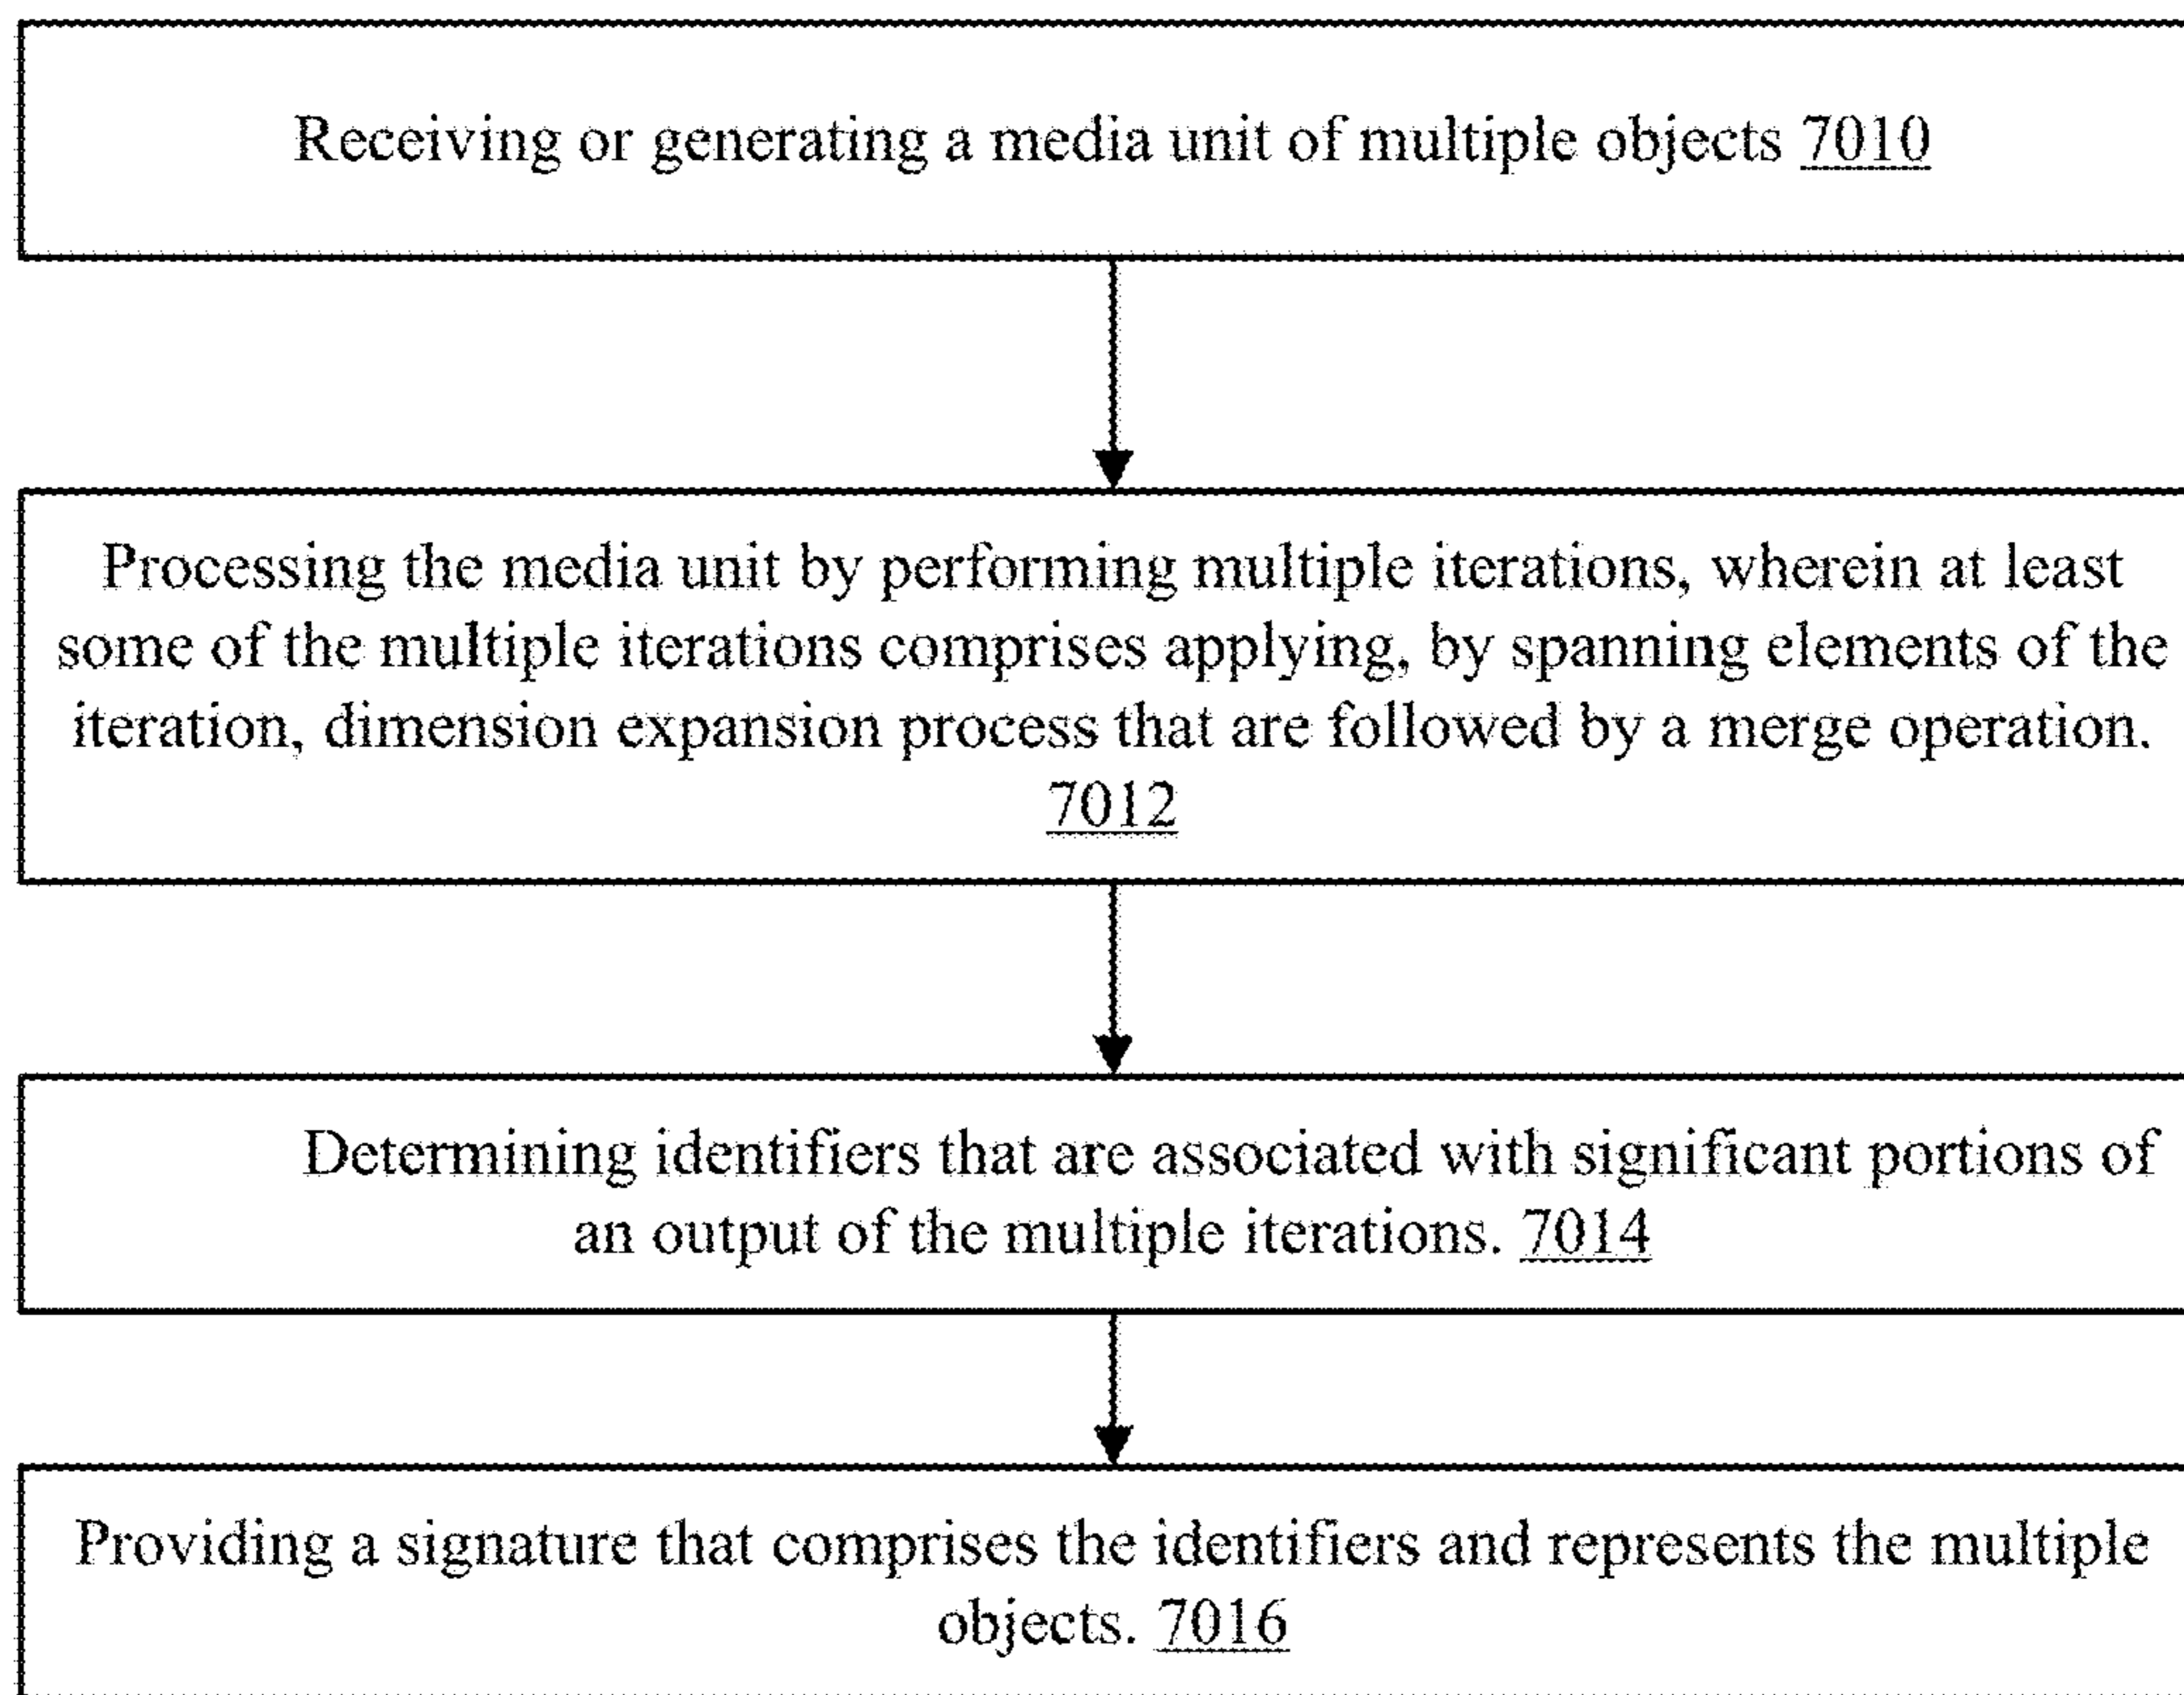 Receiving or generating a media unit of multiple objects 7010
Processing the media unit by performing multiple iterations, wherein at least
some of the multiple iterations comprises applying, by spanning elements of the
iteration, dimension expansion process that are followed by a merge operation.
7012
Determining identifiers that are associated with significant portions of
an output of the multiple iterations. 7014
Providing a signature that comprises the identifiers and represents the multiple
objects. 7016